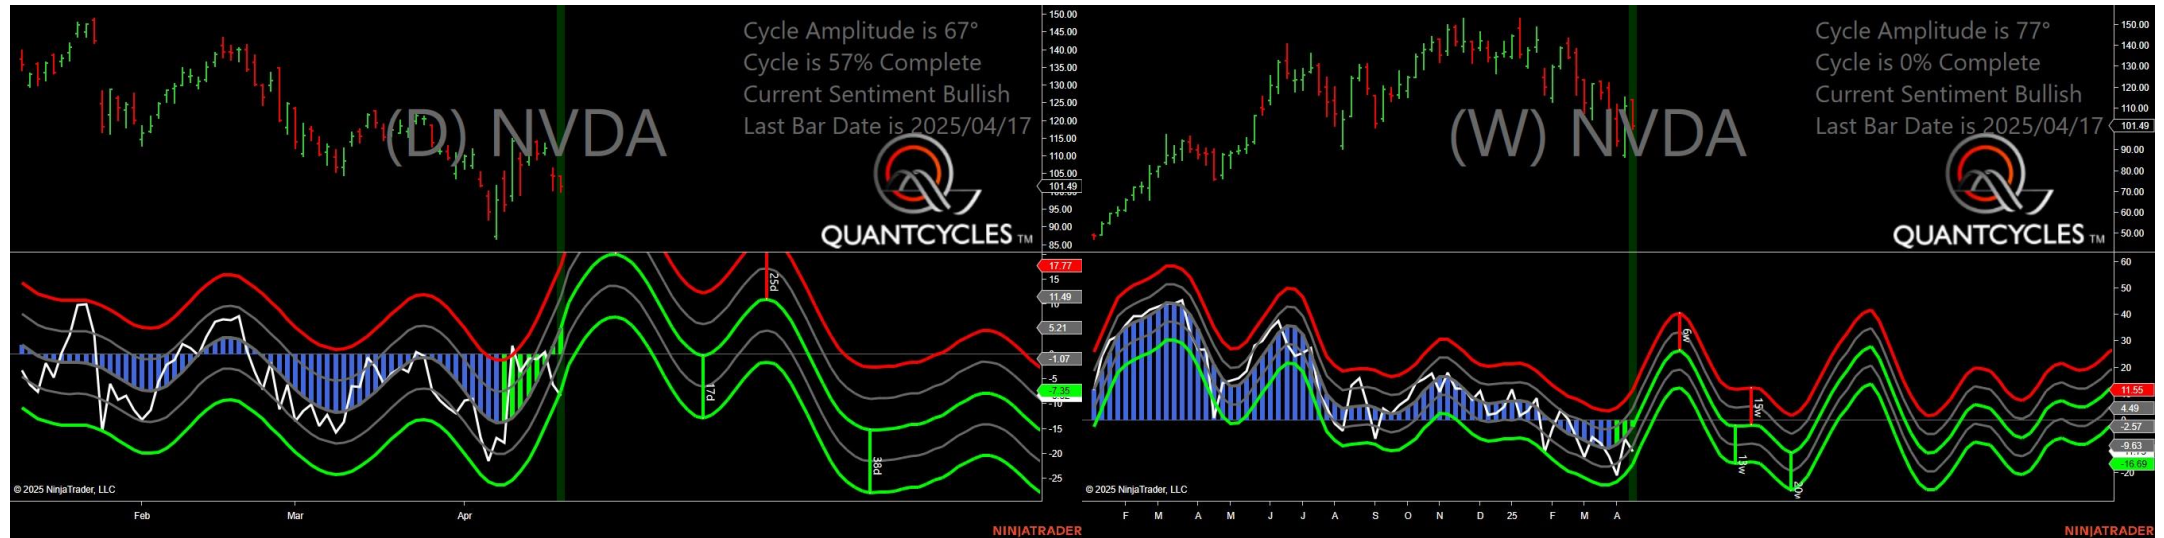 Cycle Amplitude is 67°
Cycle is 57% Complete
Current Sentiment Bullish
Last Bar Date is 2025/04/17
(D) NVDA
QUANTCYCLES TM
150.00
145.00
140.00
135.00
130.00
125.00
120.00
115.00
110.00
105.00
101.49
95.00
90.00
85.00
17.77
15
11.49
5.21
-1.07
-5
-7.35
-10
-15
-20
-25
25d
17d
38d
© 2025 NinjaTrader, LLC
Feb
Mar
Apr
NINJATRADER
Cycle Amplitude is 77°
Cycle is 0% Complete
Current Sentiment Bullish
Last Bar Date is 2025/04/17
(W) NVDA
QUANTCYCLES TM
150.00
140.00
130.00
120.00
110.00
101.49
90.00
80.00
70.00
60.00
50.00
60
50
40
30
20
11.55
4.49
-2.57
-9.63
-16.69
-20
6w
13w
20w
© 2025 NinjaTrader, LLC
F M A M J J A S O N D 25 F M A
NINJATRADER